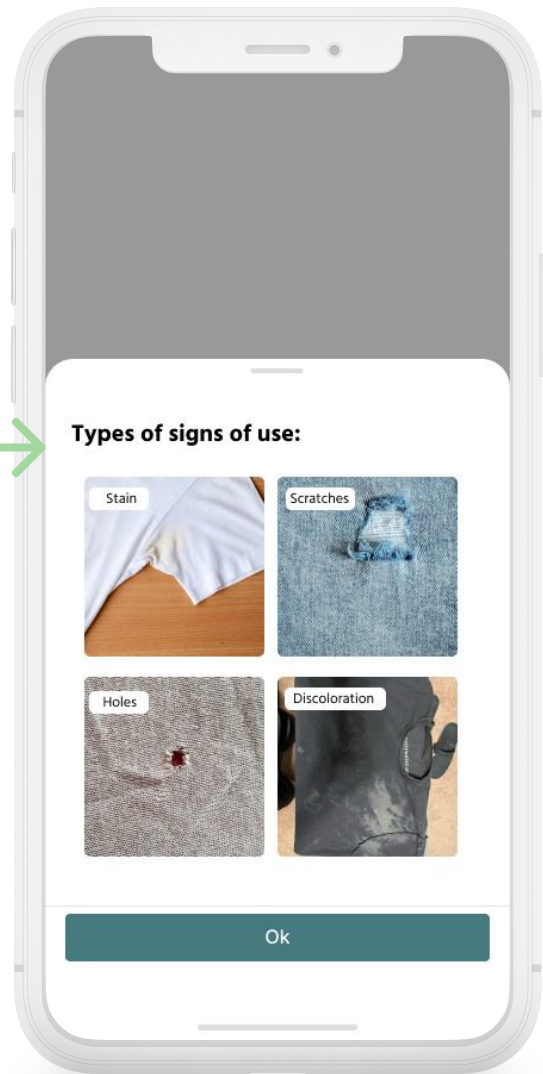 Types of signs of use:
Stain
Scratches
Holes
Discoloration
Ok